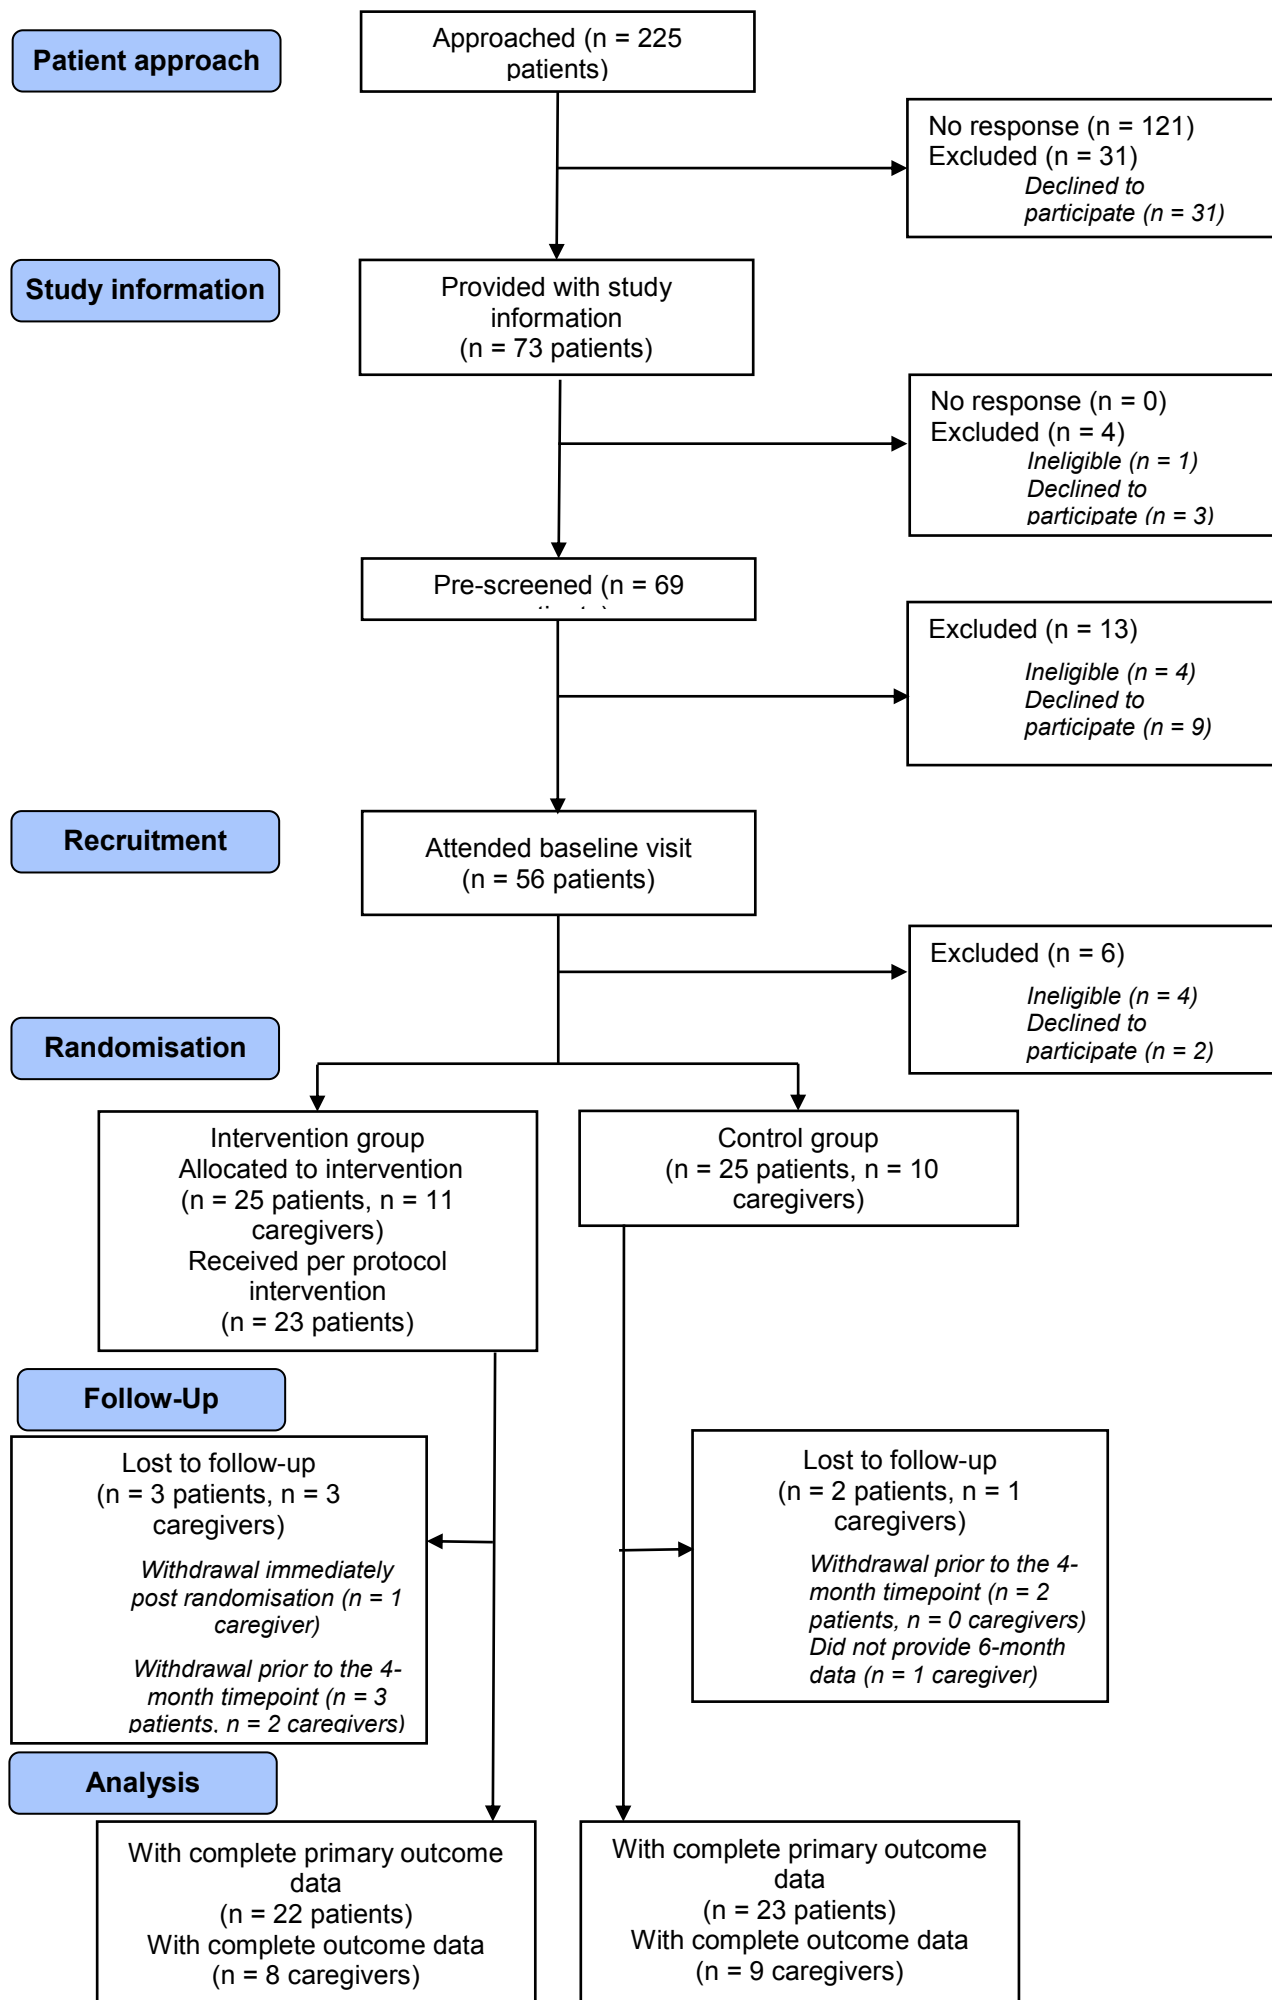 Patient approach
Approached (n = 225
patients)
No response (n = 121)
Excluded (n = 31)
Declined to
participate (n = 31)
Study information
Provided with study
information
(n = 73 patients)
No response (n = 0)
Excluded (n = 4)
Ineligible (n = 1)
Declined to
participate (n = 3)
Pre-screened (n = 69
Excluded (n = 13)
Ineligible (n = 4)
Declined to
participate (n = 9)
Recruitment
Attended baseline visit
(n = 56 patients)
Excluded (n = 6)
Ineligible (n = 4)
Declined to
participate (n = 2)
Randomisation
Intervention group
Allocated to intervention
(n = 25 patients, n = 11
caregivers)
Received per protocol
intervention
(n = 23 patients)
Control group
(n = 25 patients, n = 10
caregivers)
Follow-Up
Lost to follow-up
(n = 3 patients, n = 3
caregivers)
Withdrawal immediately
post randomisation (n = 1
caregiver)
Withdrawal prior to the 4-
month timepoint (n = 3
patients, n = 2 caregivers)
Lost to follow-up
(n = 2 patients, n = 1
caregivers)
Withdrawal prior to the 4-
month timepoint (n = 2
patients, n = 0 caregivers)
Did not provide 6-month
data (n = 1 caregiver)
Analysis
With complete primary outcome
data
(n = 22 patients)
With complete outcome data
(n = 8 caregivers)
With complete primary outcome
data
(n = 23 patients)
With complete outcome data
(n = 9 caregivers)